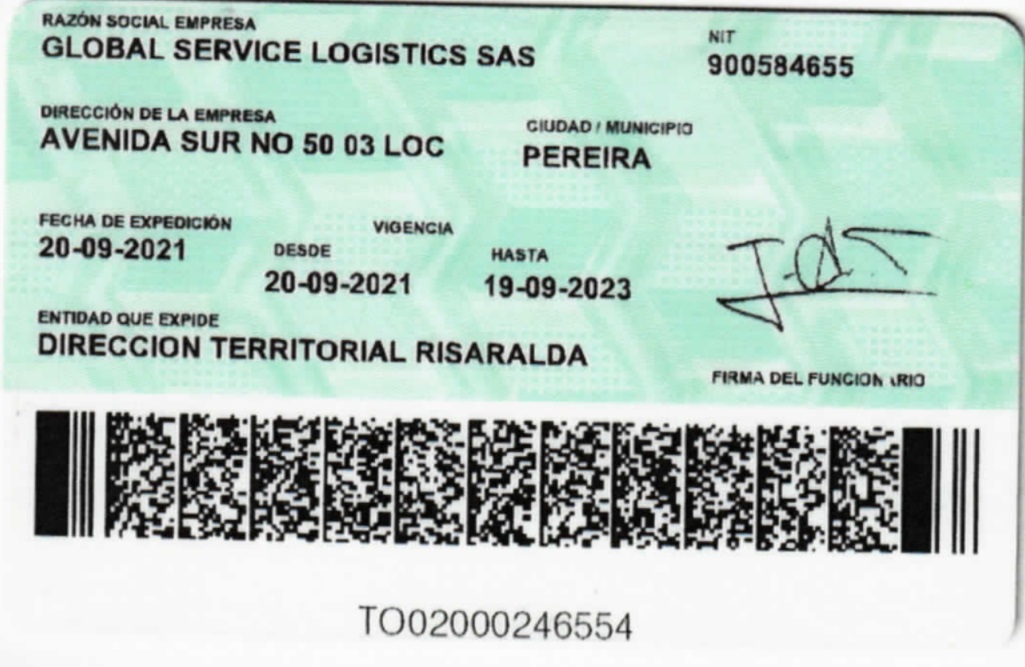 RAZÓN SOCIAL EMPRESA
GLOBAL SERVICE LOGISTICS SAS
NIT
900584655
DIRECCIÓN DE LA EMPRESA
AVENIDA SUR NO 50 03 LOC
CIUDAD / MUNICIPIO
PEREIRA
FECHA DE EXPEDICIÓN
20-09-2021
VIGENCIA
DESDE
20-09-2021
HASTA
19-09-2023
ENTIDAD QUE EXPIDE
DIRECCION TERRITORIAL RISARALDA
FIRMA DEL FUNCIONARIO
TO02000246554